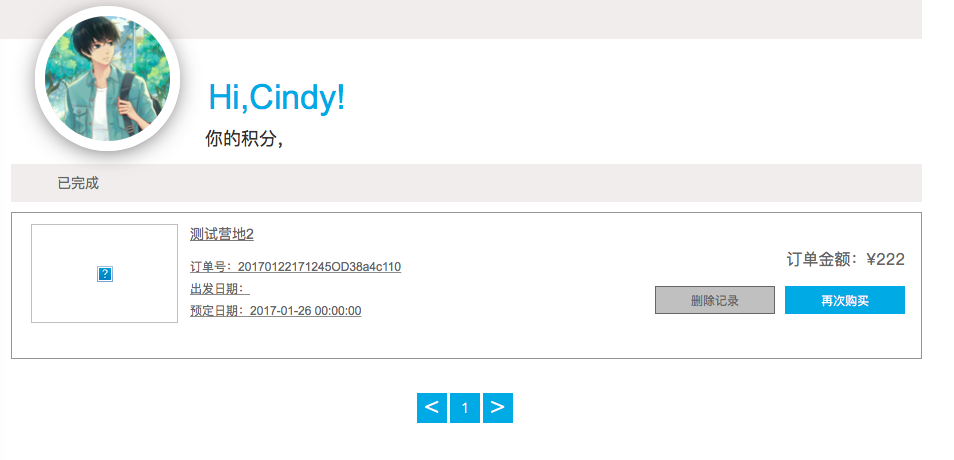 Hi,Cindy!
你的积分，
已完成
测试营地2
订单号：20170122171245OD38a4c110
出发日期：
预定日期：2017-01-26 00:00:00
订单金额：¥222
删除记录
再次购买
< 1 >